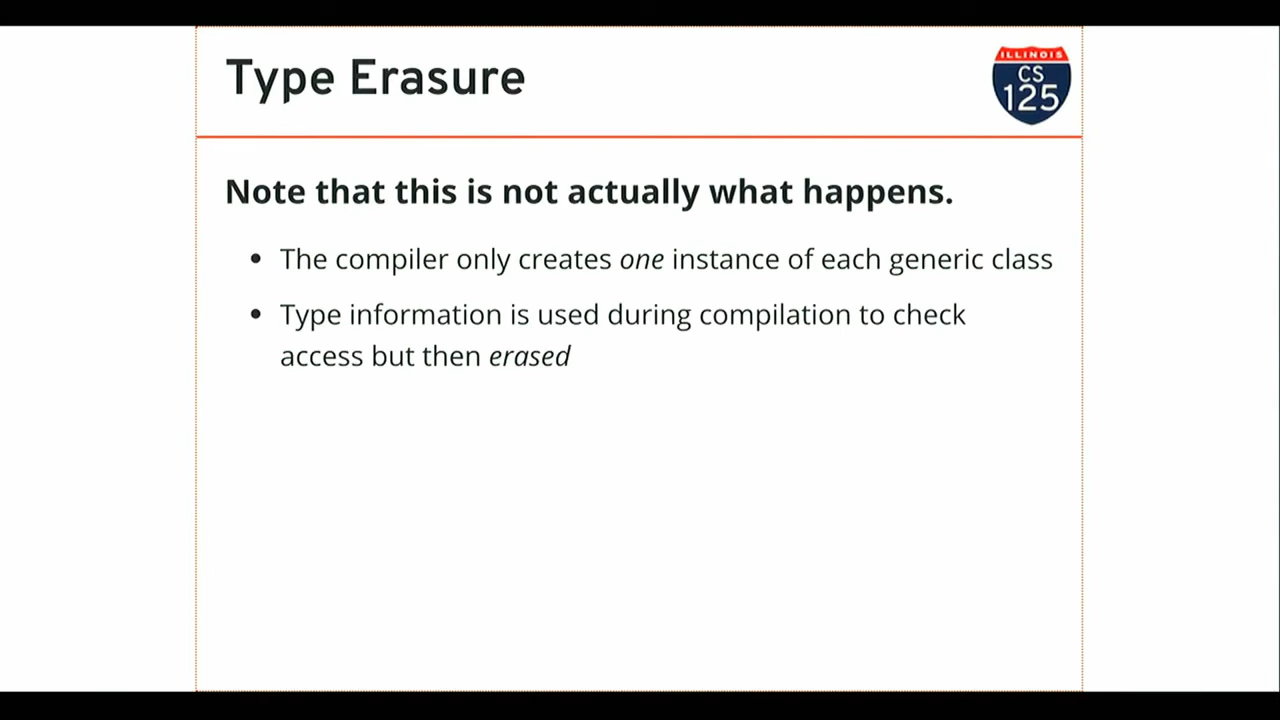 Type Erasure
ILLINOIS
CS
125
Note that this is not actually what happens.
• The compiler only creates one instance of each generic class
• Type information is used during compilation to check
access but then erased